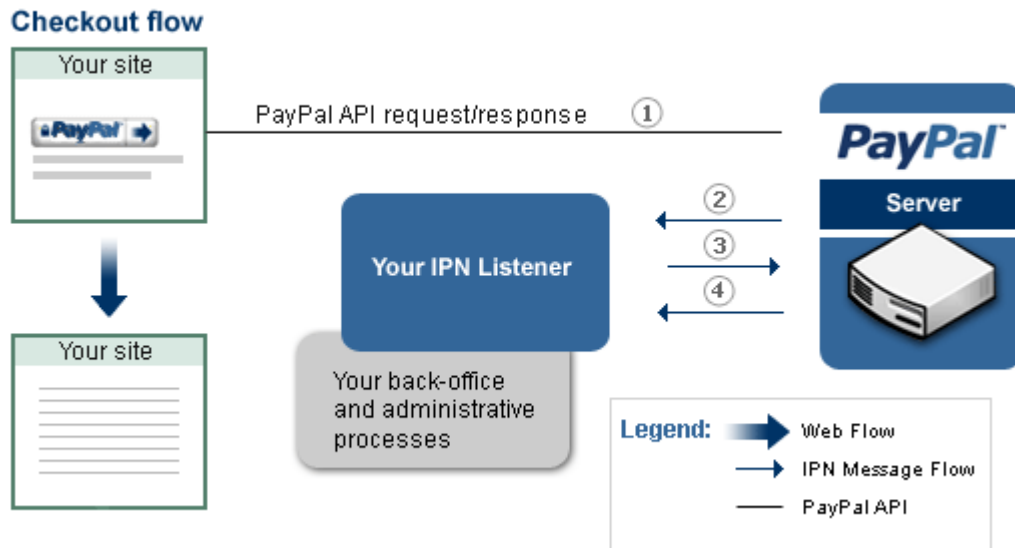 Checkout flow
Your site
PayPal
PayPal API request/response
1
PayPal™
Server
2
3
4
Your IPN Listener
Your site
Your back-office
and administrative
processes
Legend:
Web Flow
IPN Message Flow
PayPal API